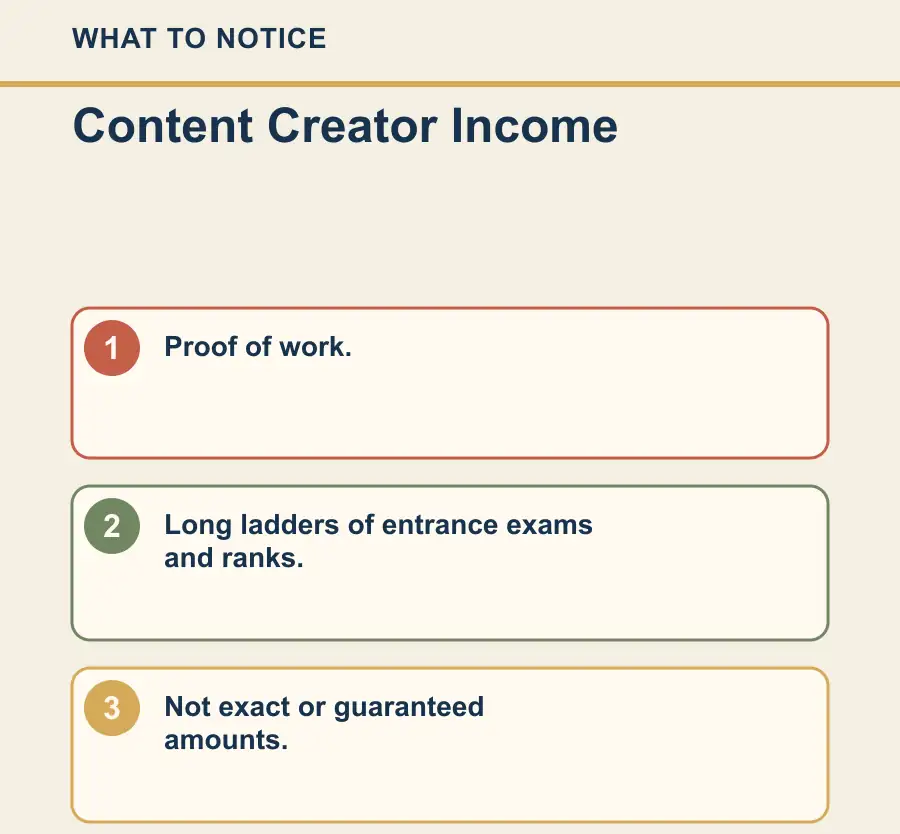 WHAT TO NOTICE
Content Creator Income
1
Proof of work.
2
Long ladders of entrance exams
and ranks.
3
Not exact or guaranteed
amounts.